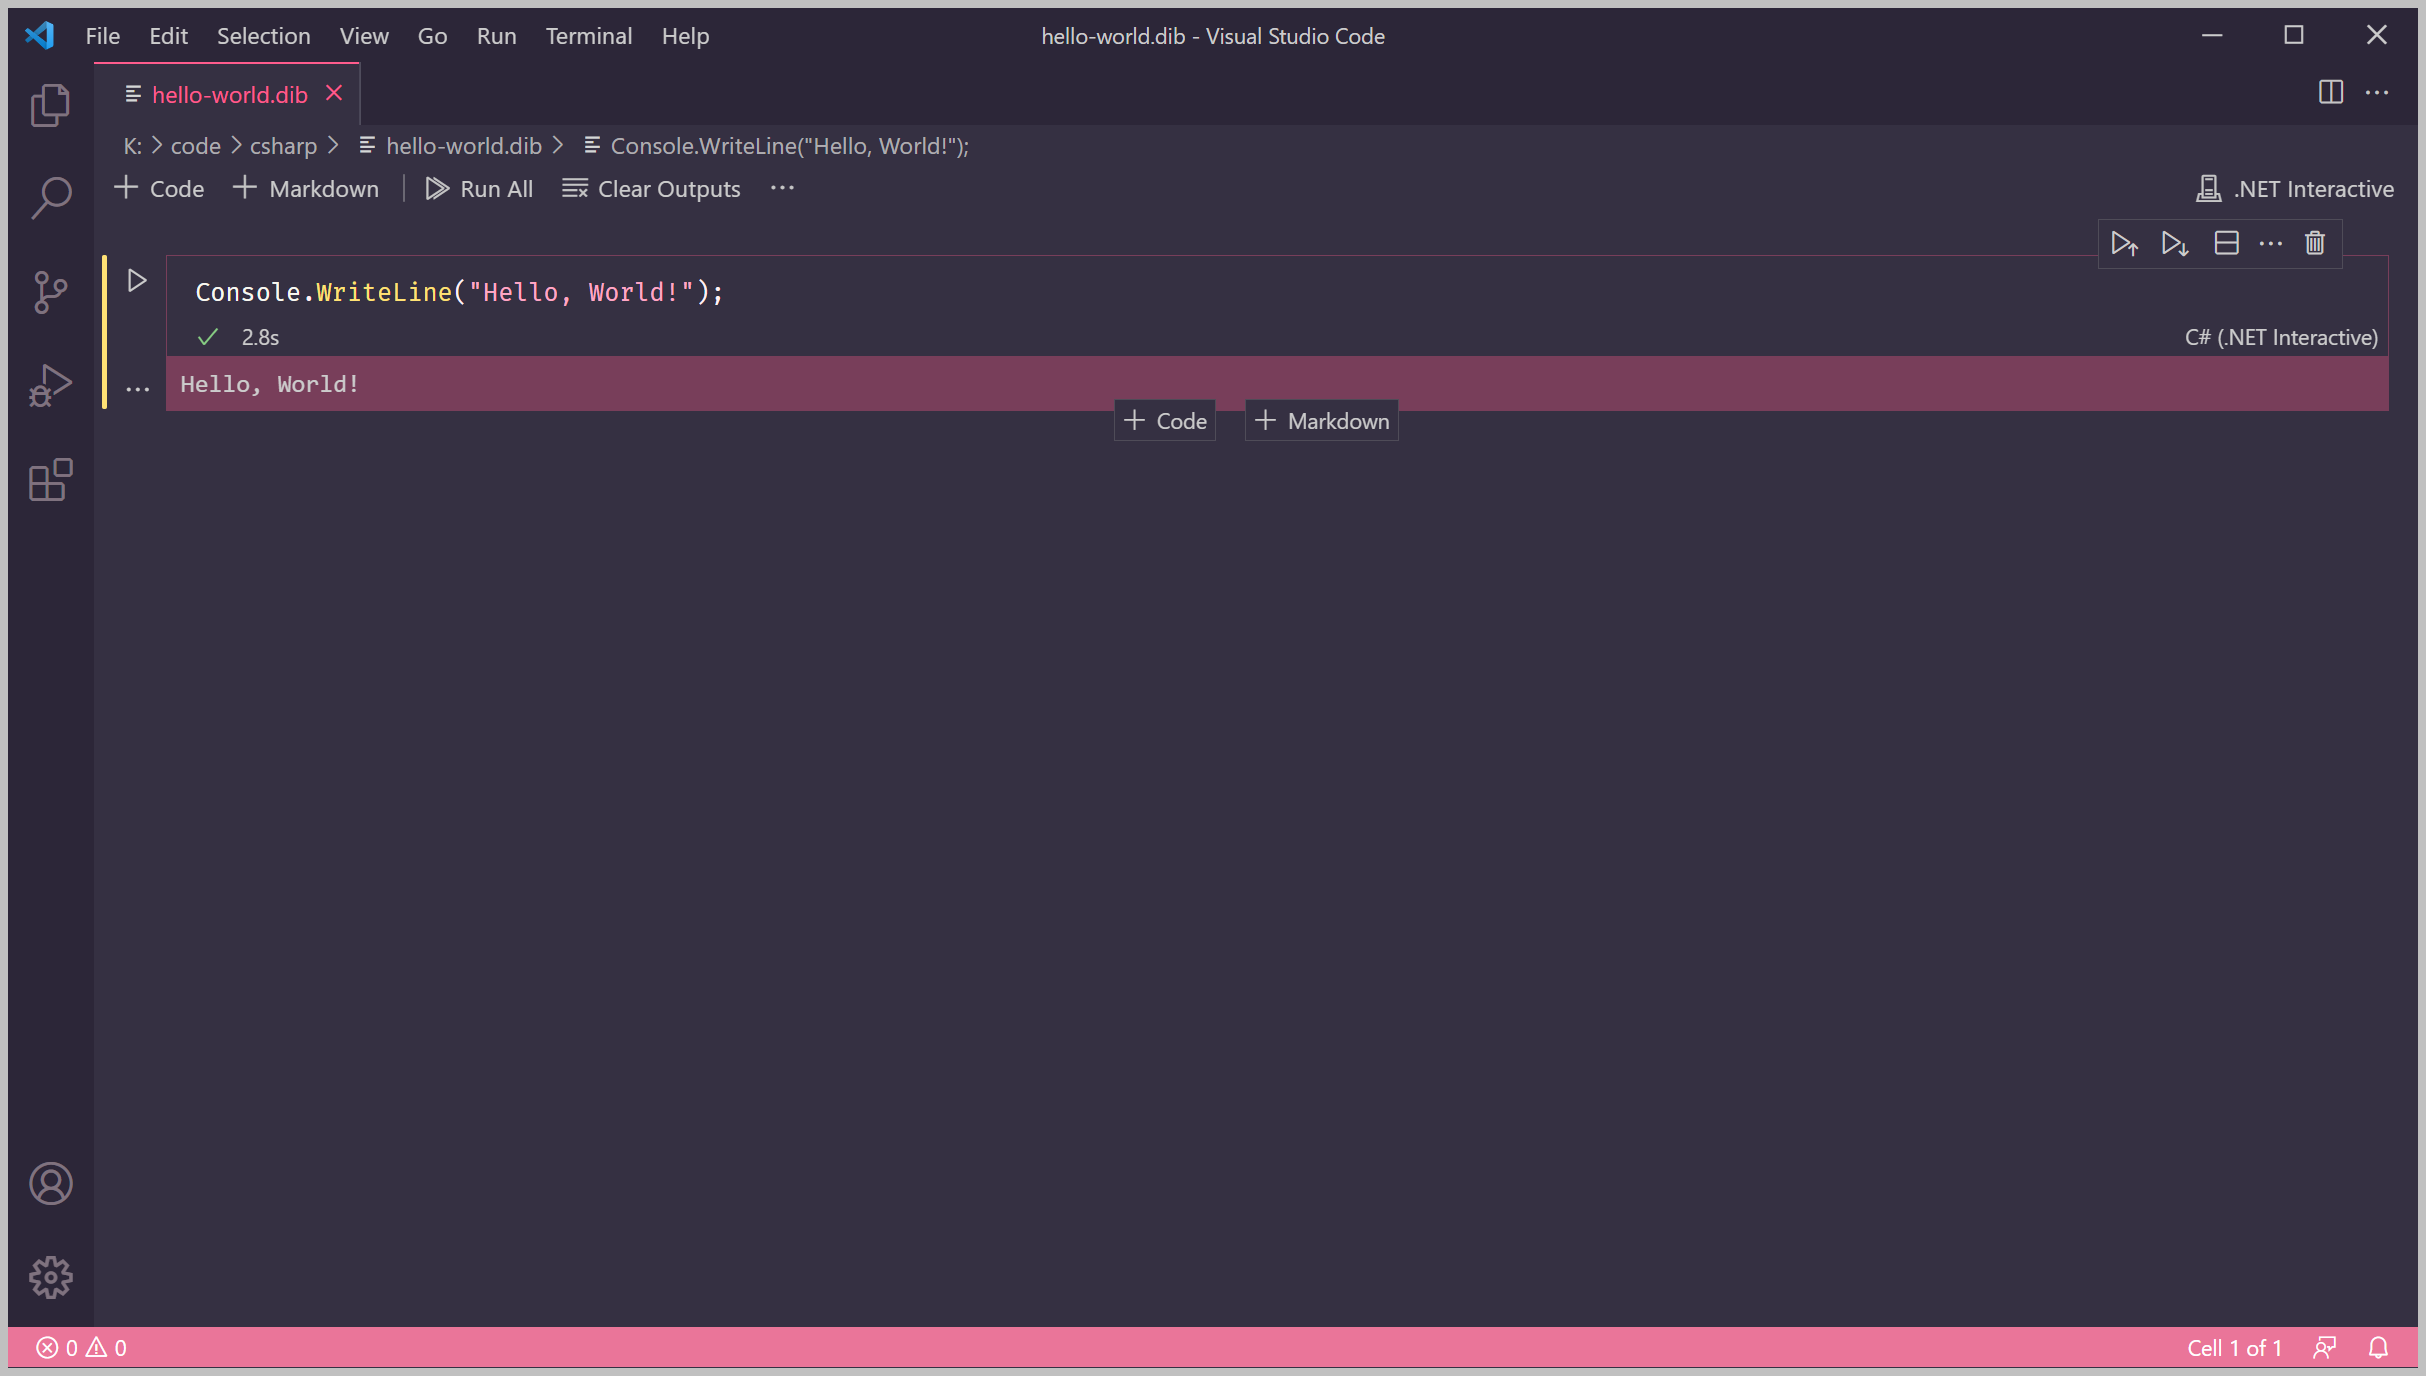 File Edit Selection View Go Run Terminal Help hello-world.dib - Visual Studio Code
hello-world.dib
K: > code > csharp > hello-world.dib > Console.WriteLine("Hello, World!");
+ Code + Markdown | Run All Clear Outputs ··· .NET Interactive
Console.WriteLine("Hello, World!");
2.8s C# (.NET Interactive)
Hello, World!
+ Code + Markdown
0 0 Cell 1 of 1